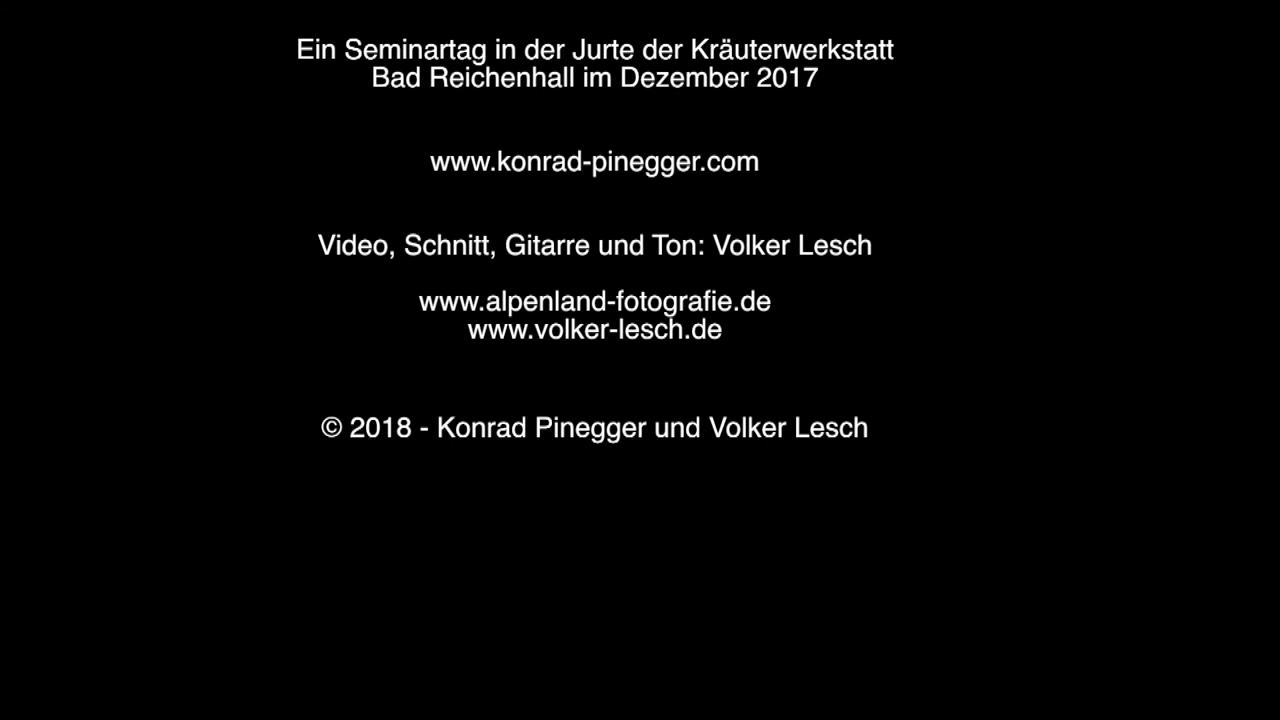 Ein Seminartag in der Jurte der Kräuterwerkstatt
Bad Reichenhall im Dezember 2017
www.konrad-pinegger.com
Video, Schnitt, Gitarre und Ton: Volker Lesch
www.alpenland-fotografie.de
www.volker-lesch.de
© 2018 - Konrad Pinegger und Volker Lesch